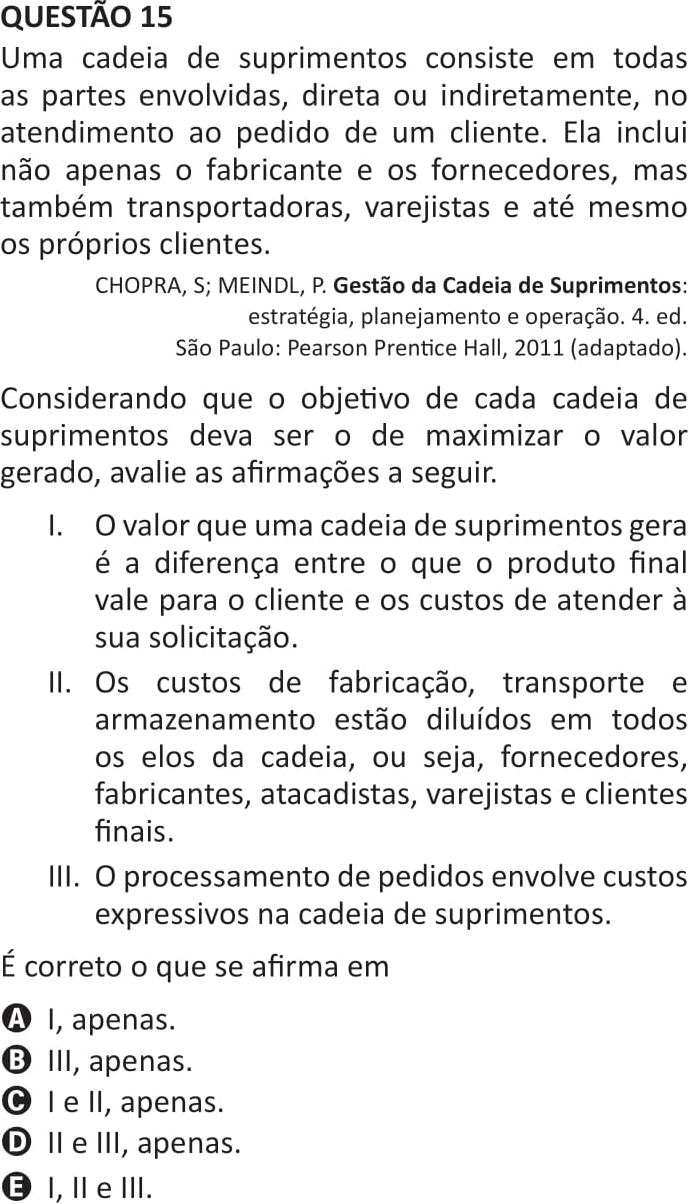 QUESTÃO 15
Uma cadeia de suprimentos consiste em todas
as partes envolvidas, direta ou indiretamente, no
atendimento ao pedido de um cliente. Ela inclui
não apenas o fabricante e os fornecedores, mas
também transportadoras, varejistas e até mesmo
os próprios clientes.
CHOPRA, S; MEINDL, P. Gestão da Cadeia de Suprimentos:
estratégia, planejamento e operação. 4. ed.
São Paulo: Pearson Prentice Hall, 2011 (adaptado).
Considerando que o objetivo de cada cadeia de
suprimentos deva ser o de maximizar o valor
gerado, avalie as afirmações a seguir.
I. O valor que uma cadeia de suprimentos gera
é a diferença entre o que o produto final
vale para o cliente e os custos de atender à
sua solicitação.
II. Os custos de fabricação, transporte e
armazenamento estão diluídos em todos
os elos da cadeia, ou seja, fornecedores,
fabricantes, atacadistas, varejistas e clientes
finais.
III. O processamento de pedidos envolve custos
expressivos na cadeia de suprimentos.
É correto o que se afirma em
A I, apenas.
B III, apenas.
C I e II, apenas.
D II e III, apenas.
E I, II e III.